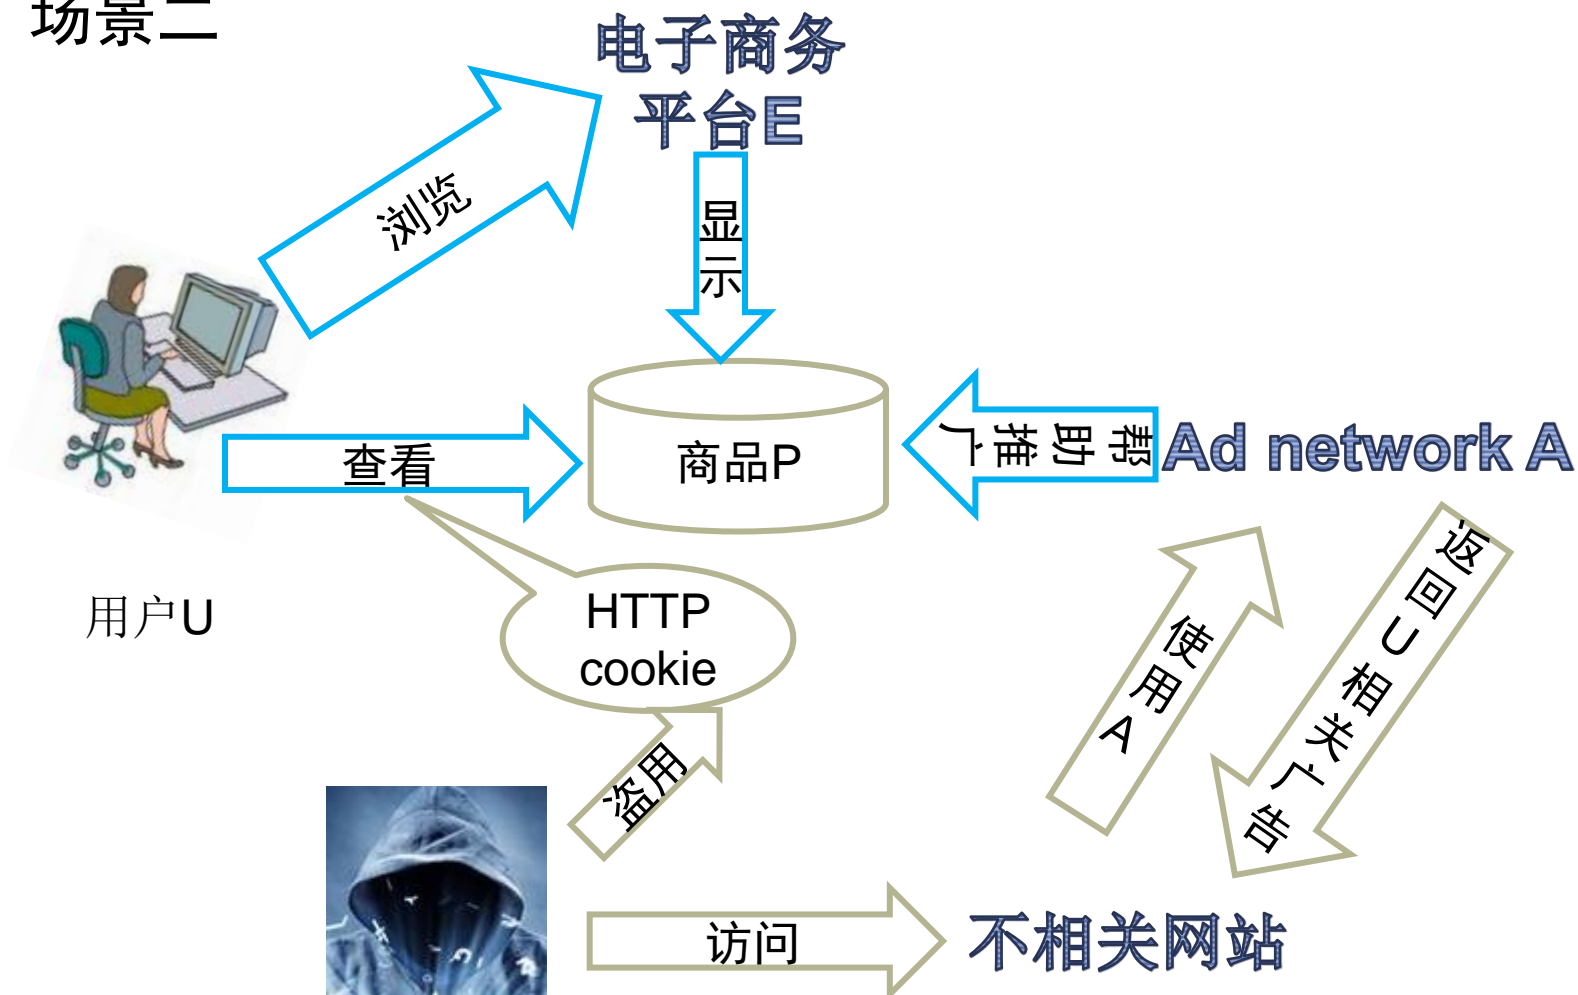 场景二
电子商务
平台E
浏览
显
示
查看
商品P
帮助推广
Ad network A
用户U
HTTP
cookie
使用A
返回U相关广告
盗用
访问
不相关网站